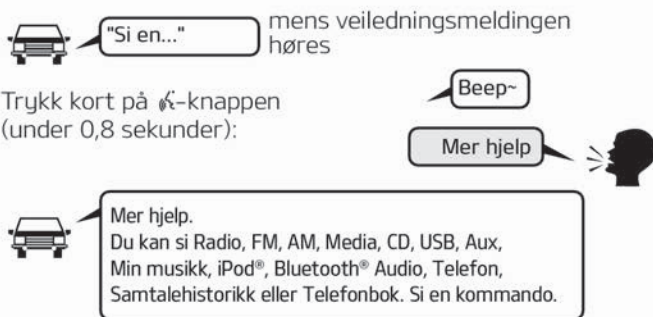 "Si en..."
mens veiledningsmeldingen
høres
Trykk kort på -knappen
(under 0,8 sekunder):
Beep~
Mer hjelp
Mer hjelp.
Du kan si Radio, FM, AM, Media, CD, USB, Aux,
Min musikk, iPod®, Bluetooth® Audio, Telefon,
Samtalehistorikk eller Telefonbok. Si en kommando.